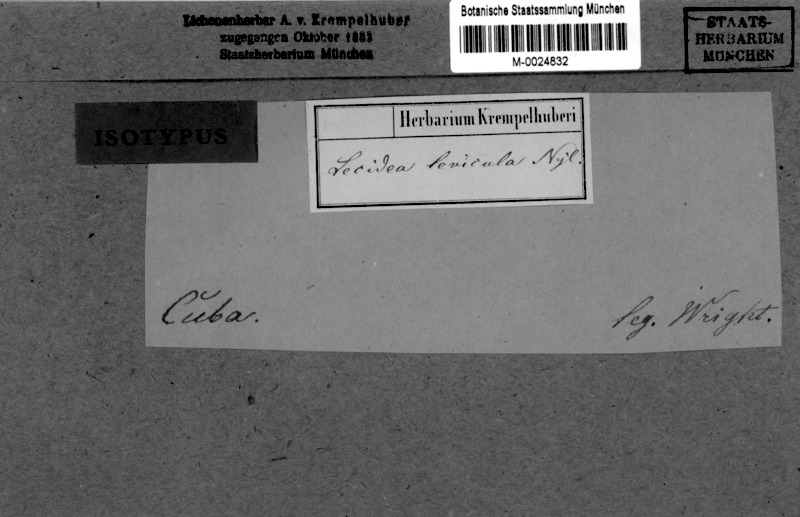 Lichenenherbar A. v. Krempelhuber
zugegangen Oktober 1883
Staatsherbarium München
Botanische Staatssammlung München
M-0024832
STAATS-
HERBARIUM
MÜNCHEN
ISOTYPUS
Herbarium Krempelhuberi
Lecidea levicula Nyl.
Cuba.
leg. Wright.